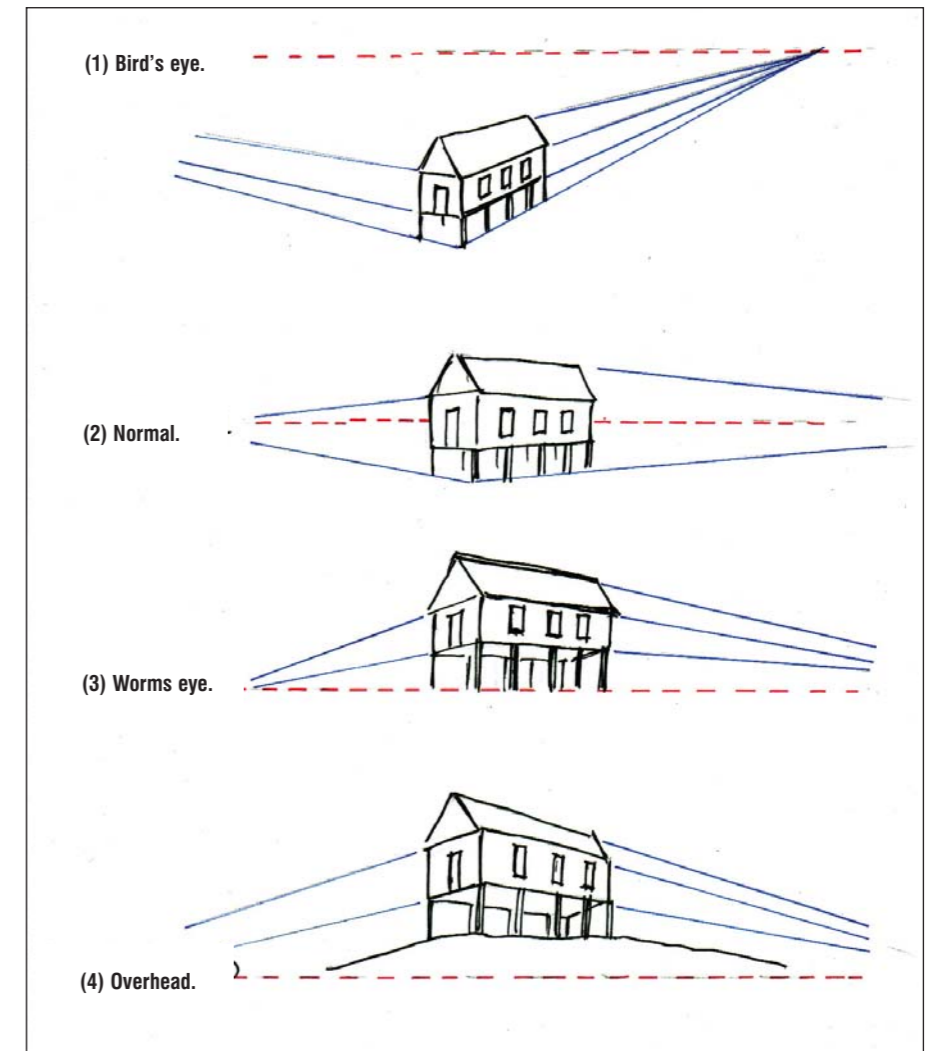 (1) Bird's eye.
(2) Normal.
(3) Worms eye.
(4) Overhead.